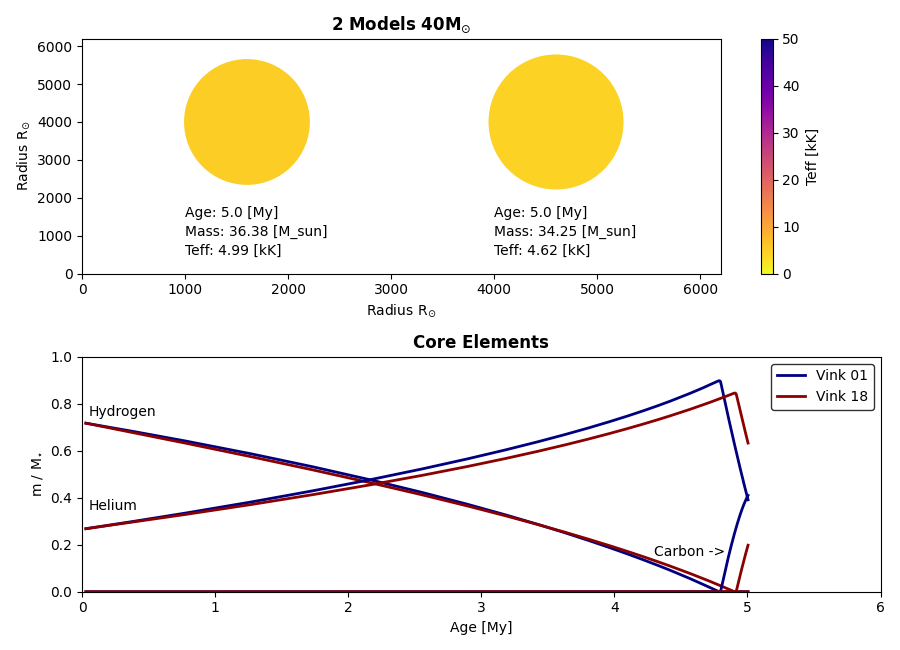 2 Models 40M☉
6000
5000
4000
3000
2000
1000
0
Radius R☉
Age: 5.0 [My]
Mass: 36.38 [M_sun]
Teff: 4.99 [kK]
Age: 5.0 [My]
Mass: 34.25 [M_sun]
Teff: 4.62 [kK]
0 1000 2000 3000 4000 5000 6000
Radius R☉
50
40
30
20
10
0
Teff [kK]
Core Elements
1.0
0.8
0.6
0.4
0.2
0.0
m / M⋆
Hydrogen
Helium
Carbon ->
Vink 01
Vink 18
0 1 2 3 4 5 6
Age [My]